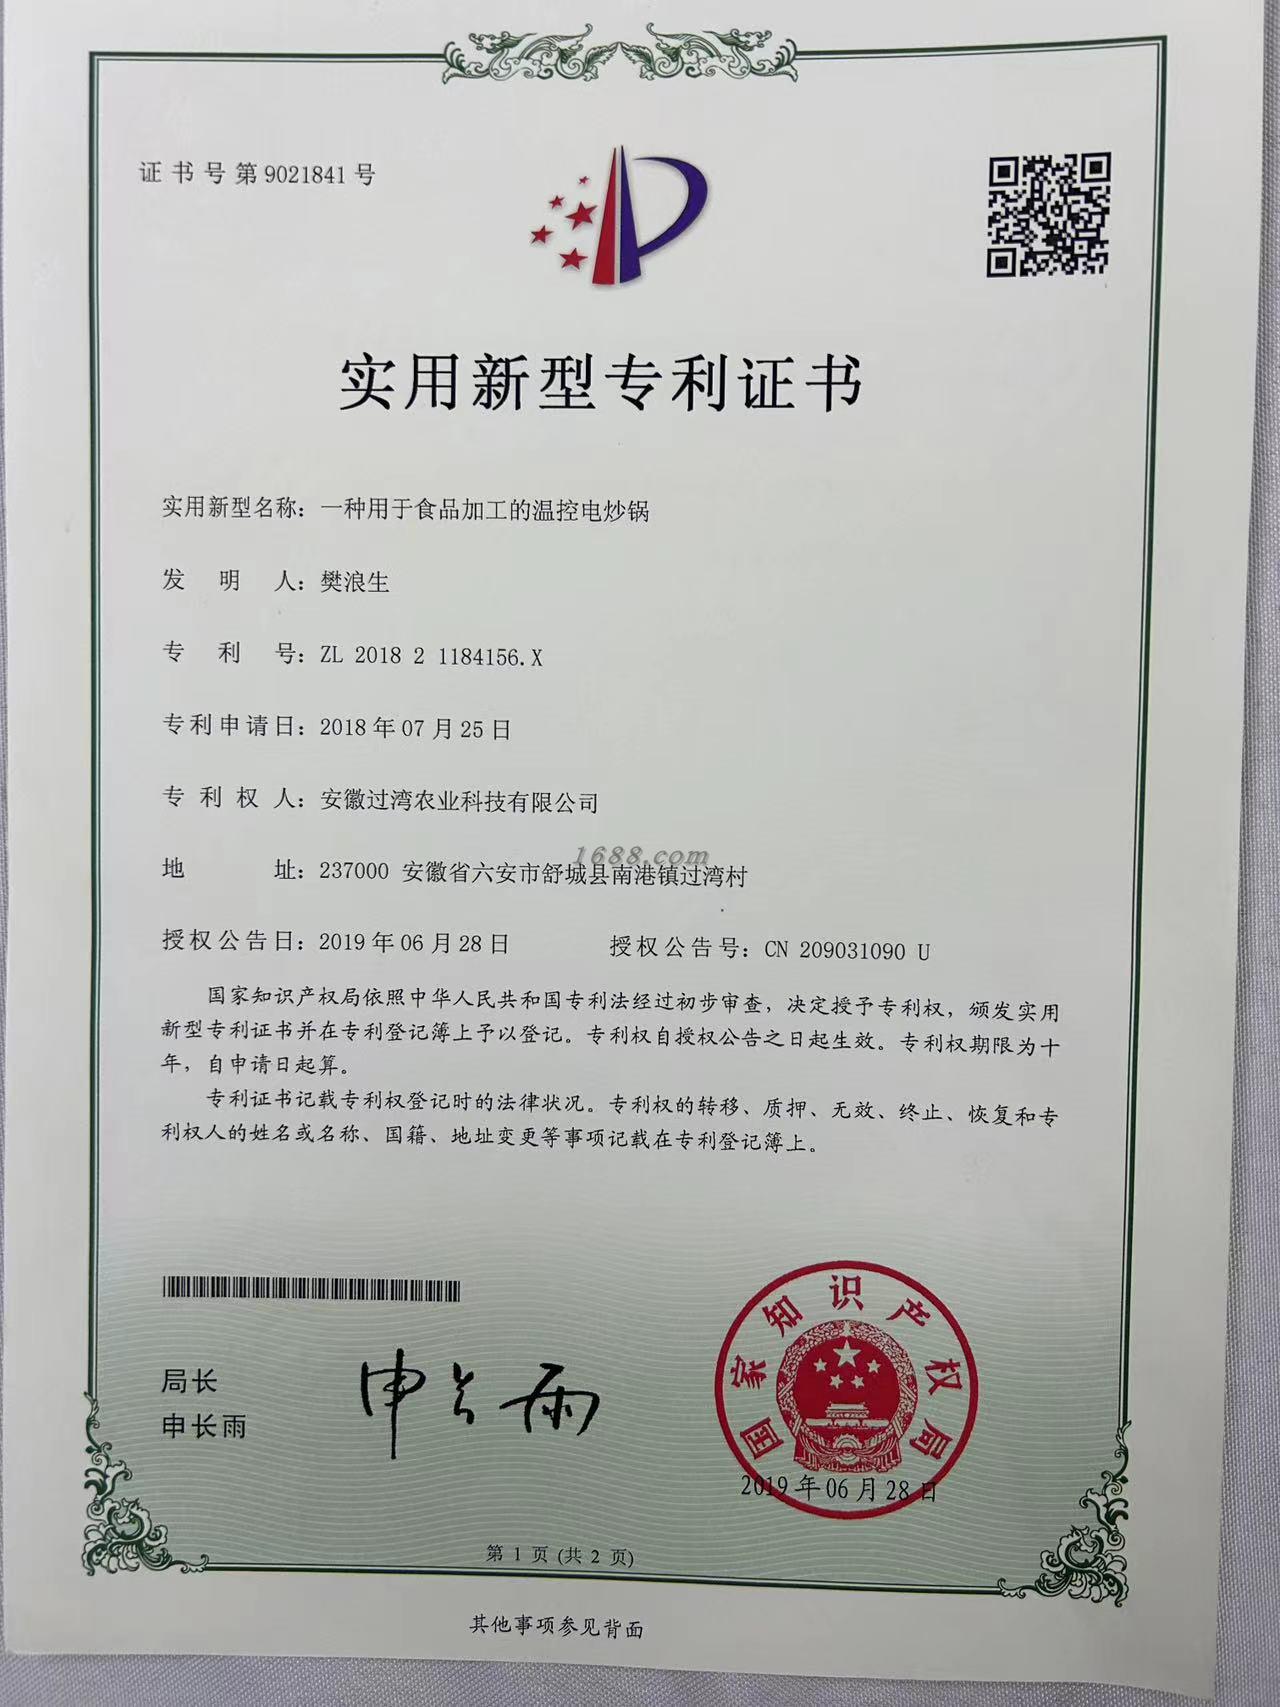 证书号第9021841号
实用新型专利证书
实用新型名称：一种用于食品加工的温控电炒锅
发明人：樊浪生
专利号：ZL 2018 2 1184156.X
专利申请日：2018年07月25日
专利权人：安徽过湾农业科技有限公司
1688.com
地址：237000 安徽省六安市舒城县南港镇过湾村
授权公告日：2019年06月28日 授权公告号：CN 209031090 U
国家知识产权局依照中华人民共和国专利法经过初步审查，决定授予专利权，颁发实用
新型专利证书并在专利登记簿上予以登记。专利权自授权公告之日起生效。专利权期限为十
年，自申请日起算。
专利证书记载专利权登记时的法律状况。专利权的转移、质押、无效、终止、恢复和专
利权人的姓名或名称、国籍、地址变更等事项记载在专利登记簿上。
局长
申长雨
申长雨
国家知识产权局
2019年06月28日
第 1 页 (共 2 页)
其他事项参见背面